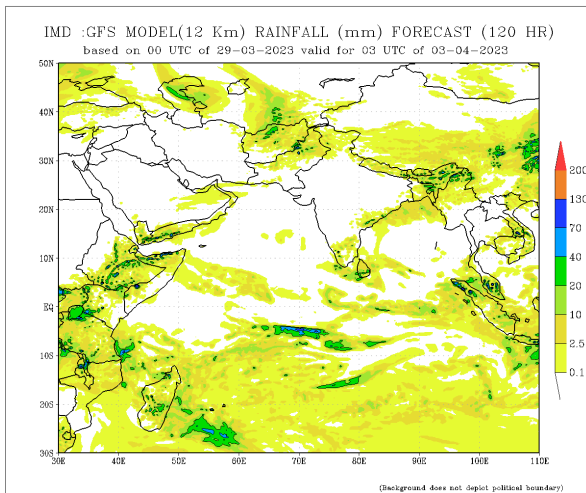 IMD :GFS MODEL(12 Km) RAINFALL (mm) FORECAST (120 HR)
based on 00 UTC of 29-03-2023 valid for 03 UTC of 03-04-2023
50N
40N
30N
20N
10N
EQ
10S
20S
30S
30E 40E 50E 60E 70E 80E 90E 100E 110E
200
130
70
40
20
10
2.5
0.1
(Background does not depict political boundary)